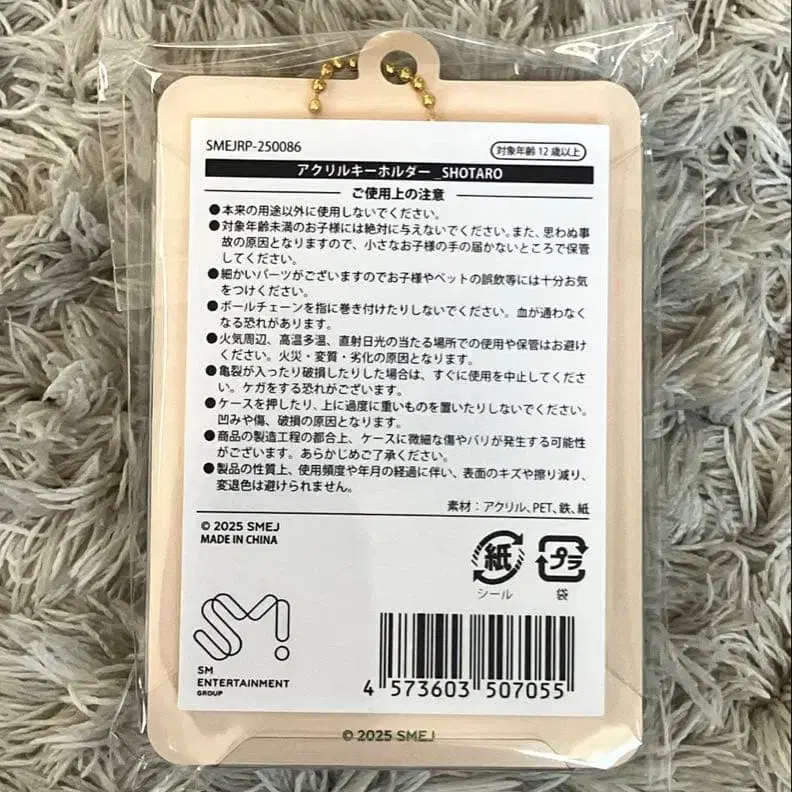 SMEJRP-250086
対象年齢12歳以上
アクリルキーホルダー_SHOTARO
ご使用上の注意
●本来の用途以外に使用しないでください。
●対象年齢未満のお子様には絶対に与えないでください。また、思わぬ事
故の原因となりますので、小さなお子様の手の届かないところで保管
してください。
●細かいパーツがございますのでお子様やペットの誤飲等には十分お気
をつけください。
●ボールチェーンを指に巻き付けたりしないでください。血が通わなく
なる恐れがあります。
●火気周辺、高温多湿、直射日光の当たる場所での使用や保管はお避け
ください。火災・変質・劣化の原因となります。
●亀裂が入ったり破損したりした場合は、すぐに使用を中止してくださ
い。ケガをする恐れがございます。
●ケースを押したり、上に過度に重いものを置いたりしないでください。
凹みや傷、破損の原因となります。
●商品の製造工程の都合上、ケースに微細な傷やバリが発生する可能性
がございます。あらかじめご了承ください。
●製品の性質上、使用頻度や年月の経過に伴い、表面のキズや擦り減り、
変退色は避けられません。
素材：アクリル、PET、鉄、紙
© 2025 SMEJ
MADE IN CHINA
紙
シール
プラ
袋
SM!
SM
ENTERTAINMENT
GROUP
4 573603 507055
© 2025 SMEJ